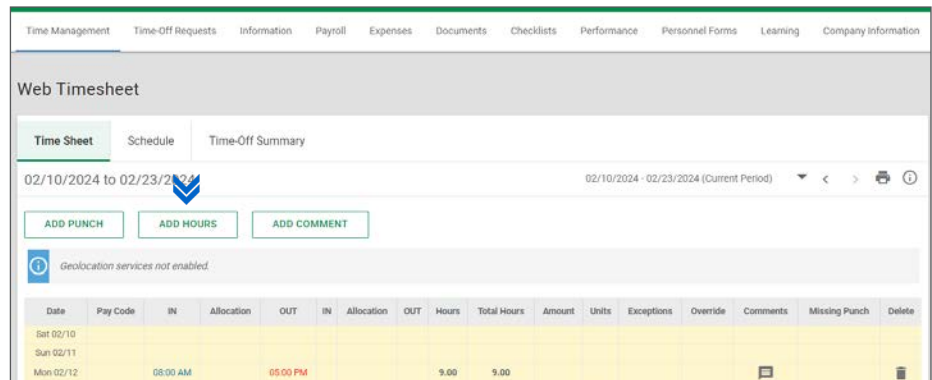 Time Management Time-Off Requests Information Payroll Expenses Documents Checklists Performance Personnel Forms Learning Company Information
Web Timesheet
Time Sheet Schedule Time-Off Summary
02/10/2024 to 02/23/2024 02/10/2024 - 02/23/2024 (Current Period)
ADD PUNCH ADD HOURS ADD COMMENT
Geolocation services not enabled.
Date Pay Code IN Allocation OUT IN Allocation OUT Hours Total Hours Amount Units Exceptions Override Comments Missing Punch Delete
Sat 02/10
Sun 02/11
Mon 02/12 08:00 AM 05:00 PM 9.00 9.00